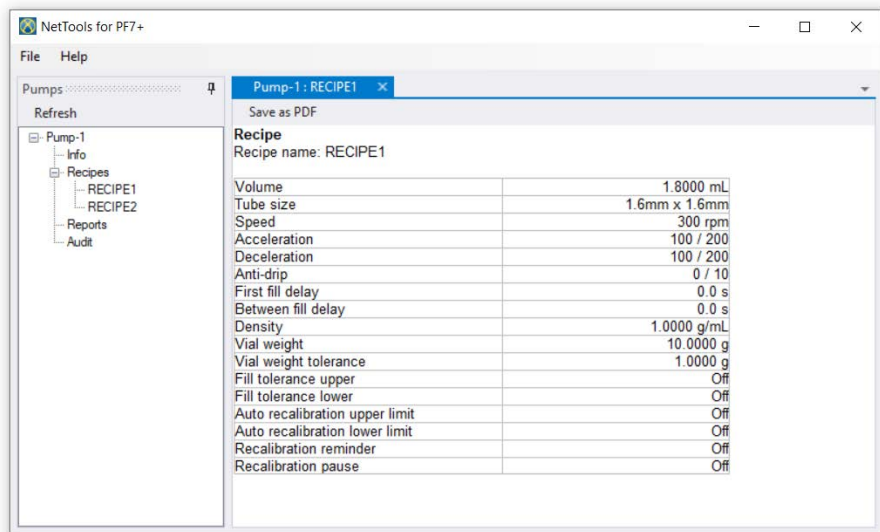 NetTools for PF7+
File Help
Pumps
Refresh
Pump-1
Info
Recipes
RECIPE1
RECIPE2
Reports
Audit
Pump-1 : RECIPE1
Save as PDF
Recipe
Recipe name: RECIPE1
Volume 1.8000 mL
Tube size 1.6mm x 1.6mm
Speed 300 rpm
Acceleration 100 / 200
Deceleration 100 / 200
Anti-drip 0 / 10
First fill delay 0.0 s
Between fill delay 0.0 s
Density 1.0000 g/mL
Vial weight 10.0000 g
Vial weight tolerance 1.0000 g
Fill tolerance upper Off
Fill tolerance lower Off
Auto recalibration upper limit Off
Auto recalibration lower limit Off
Recalibration reminder Off
Recalibration pause Off